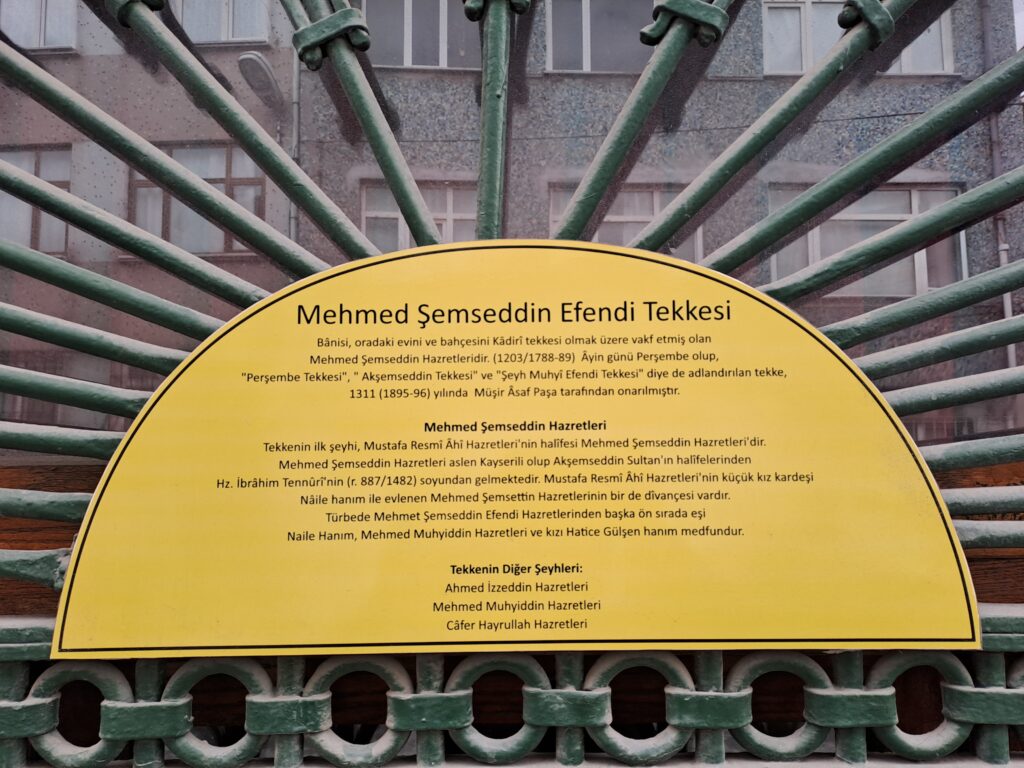 Mehmed Şemseddin Efendi Tekkesi
Bânisi, oradaki evini ve bahçesini Kâdirî tekkesi olmak üzere vakf etmiş olan
Mehmed Şemseddin Hazretleridir. (1203/1788-89) Âyin günü Perşembe olup,
"Perşembe Tekkesi", " Akşemseddin Tekkesi" ve "Şeyh Muhyî Efendi Tekkesi" diye de adlandırılan tekke,
1311 (1895-96) yılında Müşir Âsaf Paşa tarafından onarılmıştır.
Mehmed Şemseddin Hazretleri
Tekkenin ilk şeyhi, Mustafa Resmî Âhî Hazretleri'nin halîfesi Mehmed Şemseddin Hazretleri'dir.
Mehmed Şemseddin Hazretleri aslen Kayserili olup Akşemseddin Sultan'ın halîfelerinden
Hz. İbrâhim Tennûrî'nin (r. 887/1482) soyundan gelmektedir. Mustafa Resmî Âhî Hazretleri'nin küçük kız kardeşi
Nâile hanım ile evlenen Mehmed Şemsettin Hazretlerinin bir de dîvançesi vardır.
Türbede Mehmet Şemseddin Efendi Hazretlerinden başka ön sırada eşi
Naile Hanım, Mehmed Muhyiddin Hazretleri ve kızı Hatice Gülşen hanım medfundur.
Tekkenin Diğer Şeyhleri:
Ahmed İzzeddin Hazretleri
Mehmed Muhyiddin Hazretleri
Câfer Hayrullah Hazretleri